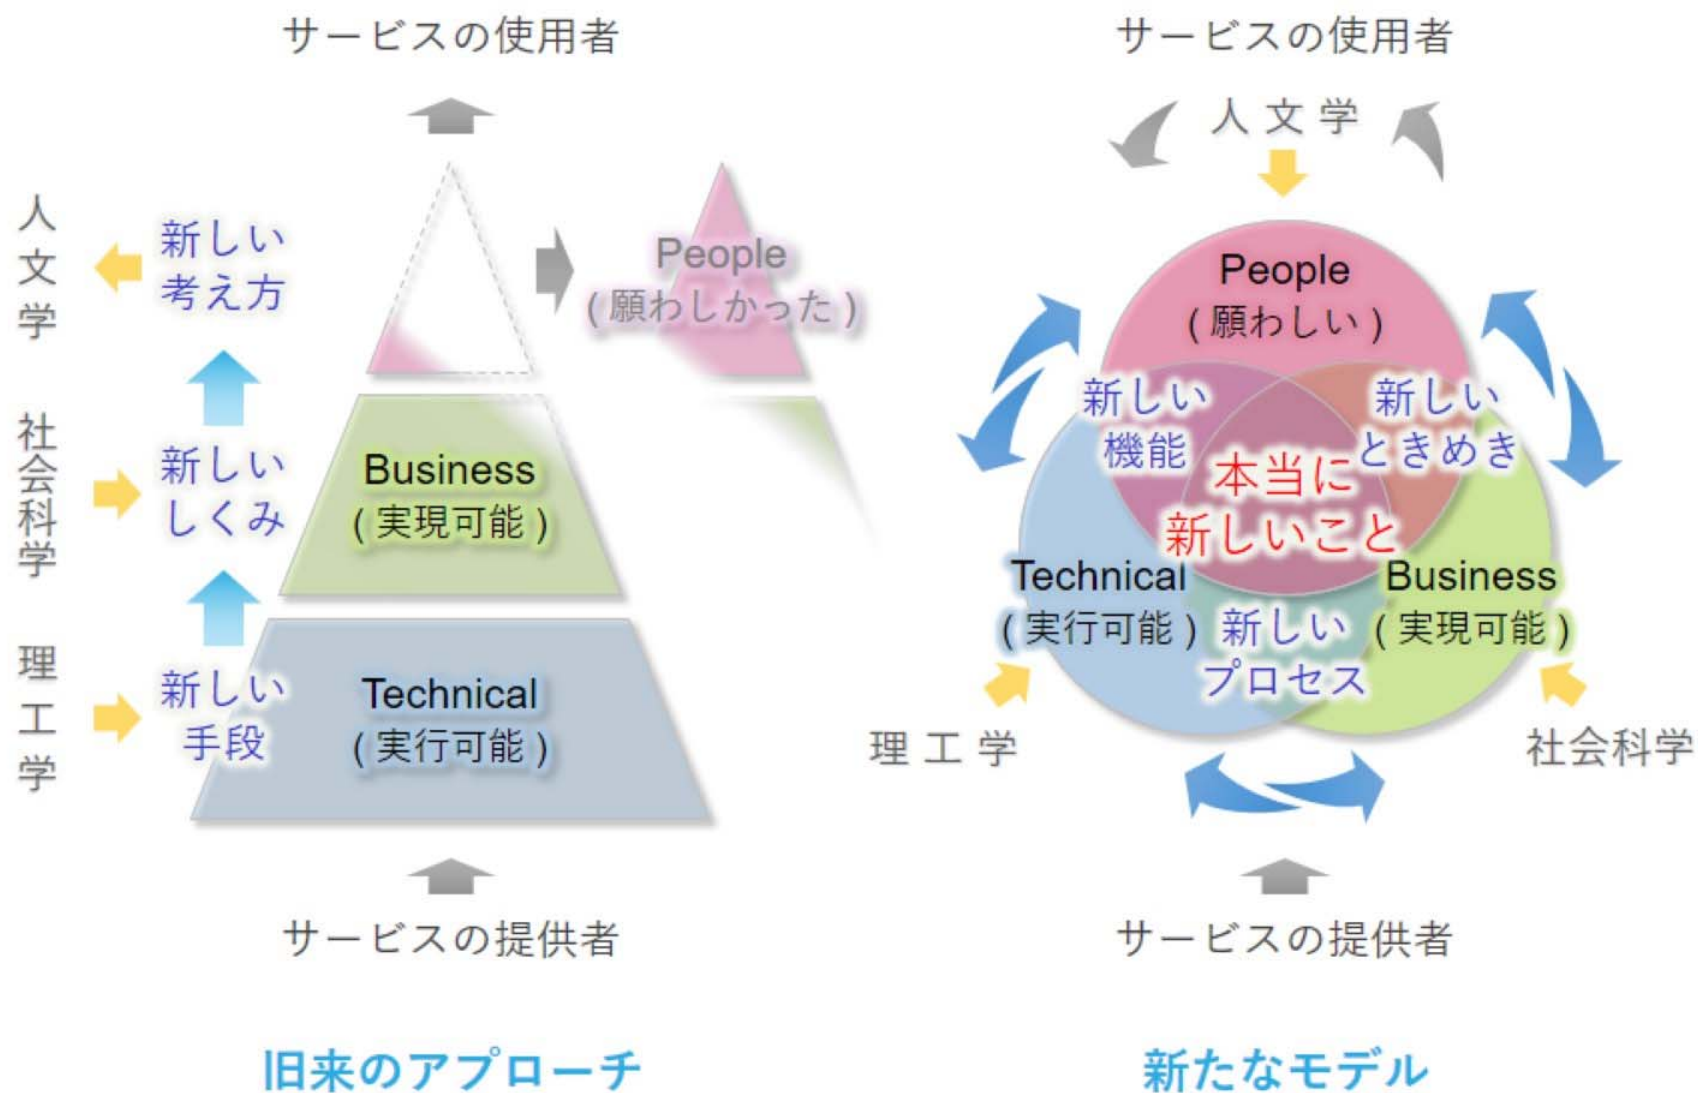 サービスの使用者
人文学
新しい
考え方
People
(願わしかった)
社会科学
新しい
しくみ
Business
(実現可能)
理工学
新しい
手段
Technical
(実行可能)
サービスの提供者
旧来のアプローチ
サービスの使用者
人文学
People
(願わしい)
新しい
機能
新しい
ときめき
本当に
新しいこと
Technical
(実行可能)
Business
(実現可能)
新しい
プロセス
理工学
社会科学
サービスの提供者
新たなモデル